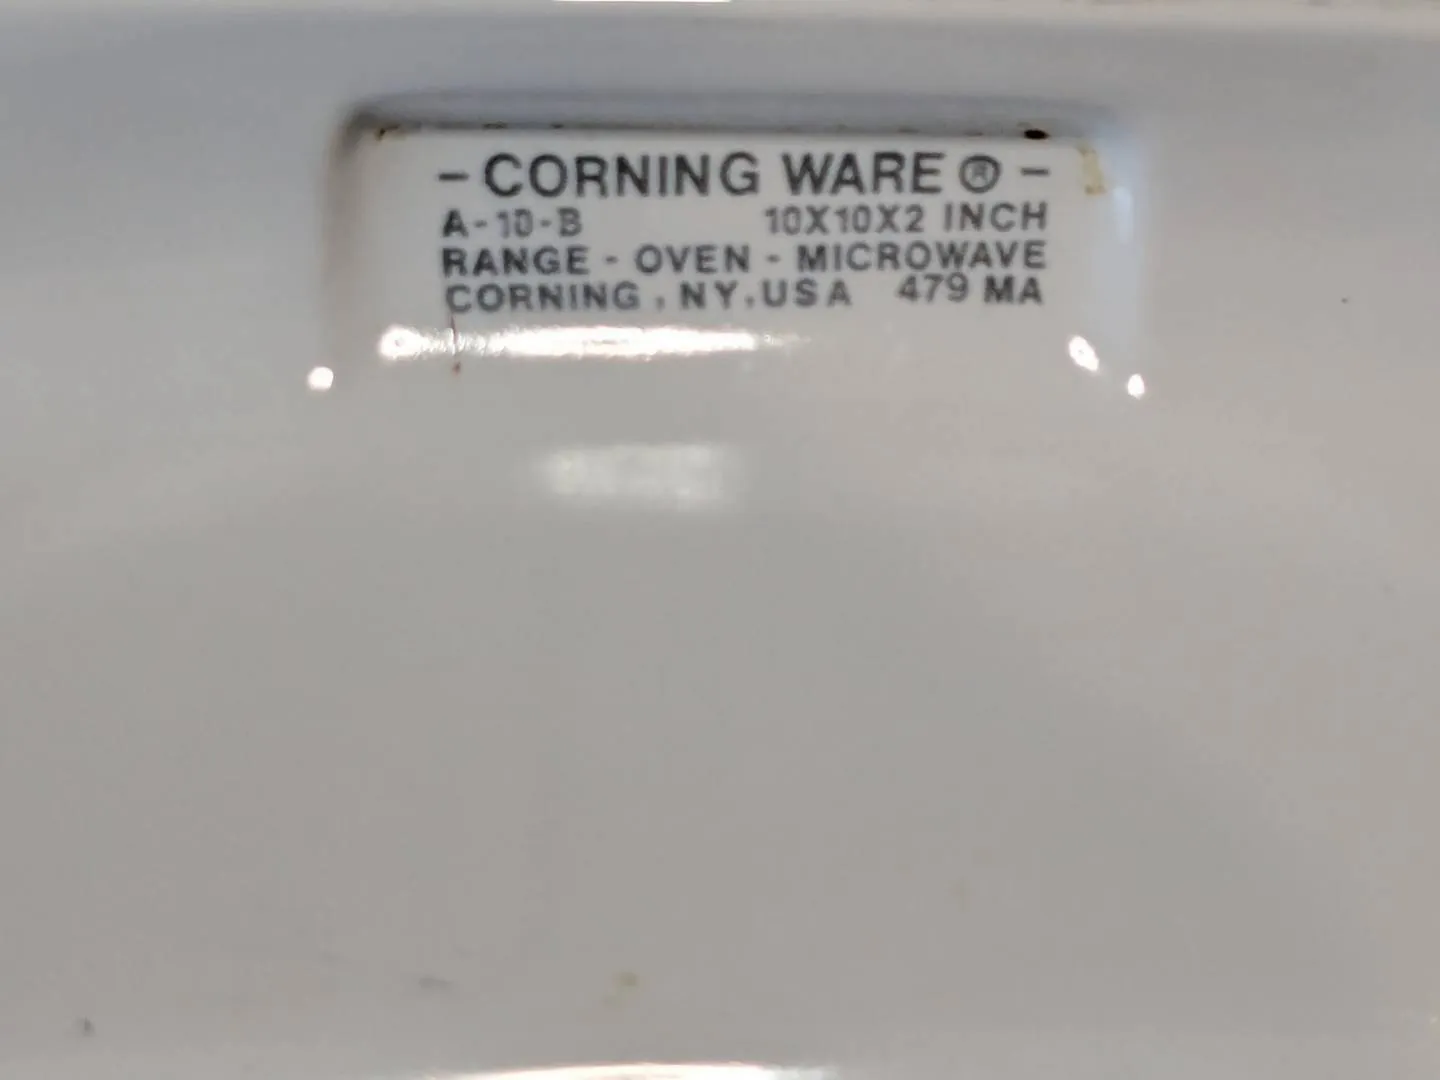 - CORNING WARE ® -
A-10-B 10X10X2 INCH
RANGE - OVEN - MICROWAVE
CORNING, NY, USA 479 MA